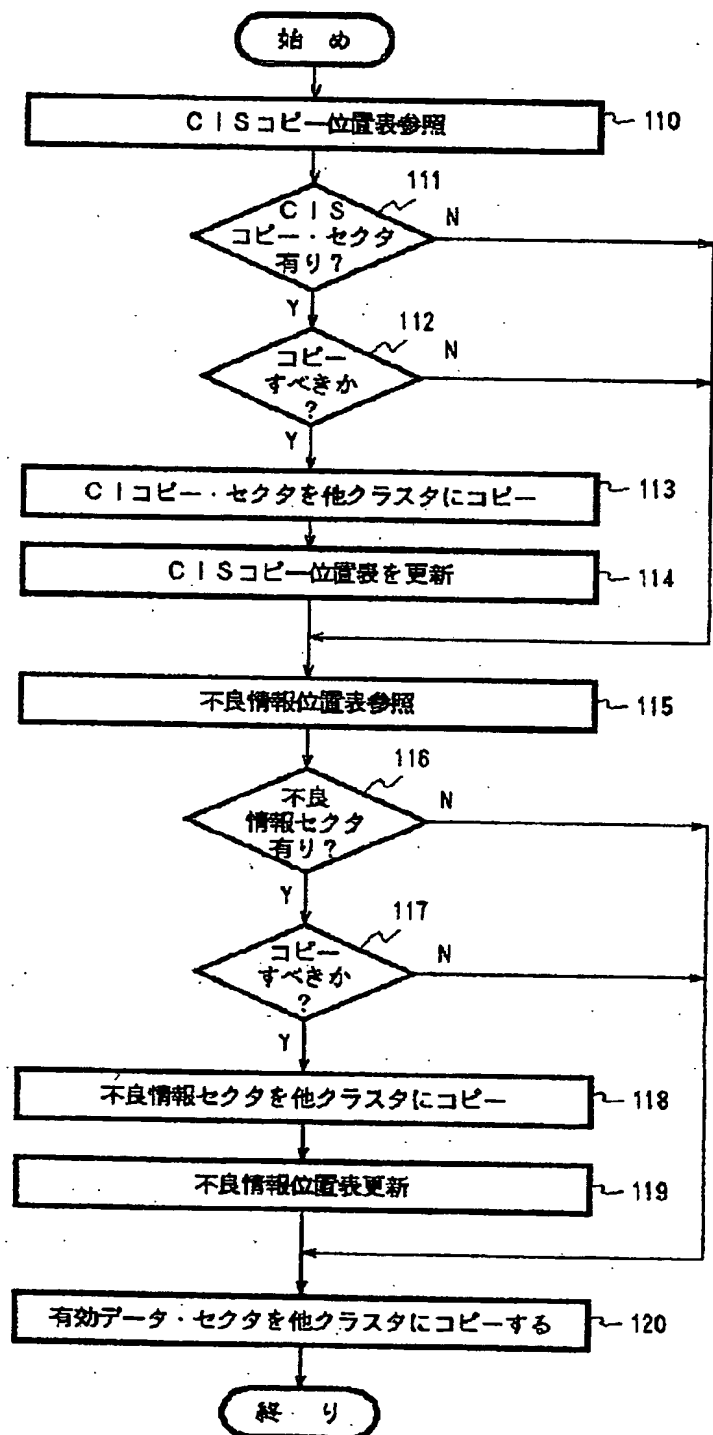 始 め
CISコピー位置表参照
110
111
CIS
コピー・セクタ
有り?
N
Y
112
コピー
すべきか
?
N
Y
CIコピー・セクタを他クラスタにコピー
113
CISコピー位置表を更新
114
不良情報位置表参照
115
116
不良
情報セクタ
有り?
N
Y
117
コピー
すべきか
?
N
Y
不良情報セクタを他クラスタにコピー
118
不良情報位置表更新
119
有効データ・セクタを他クラスタにコピーする
120
終 り